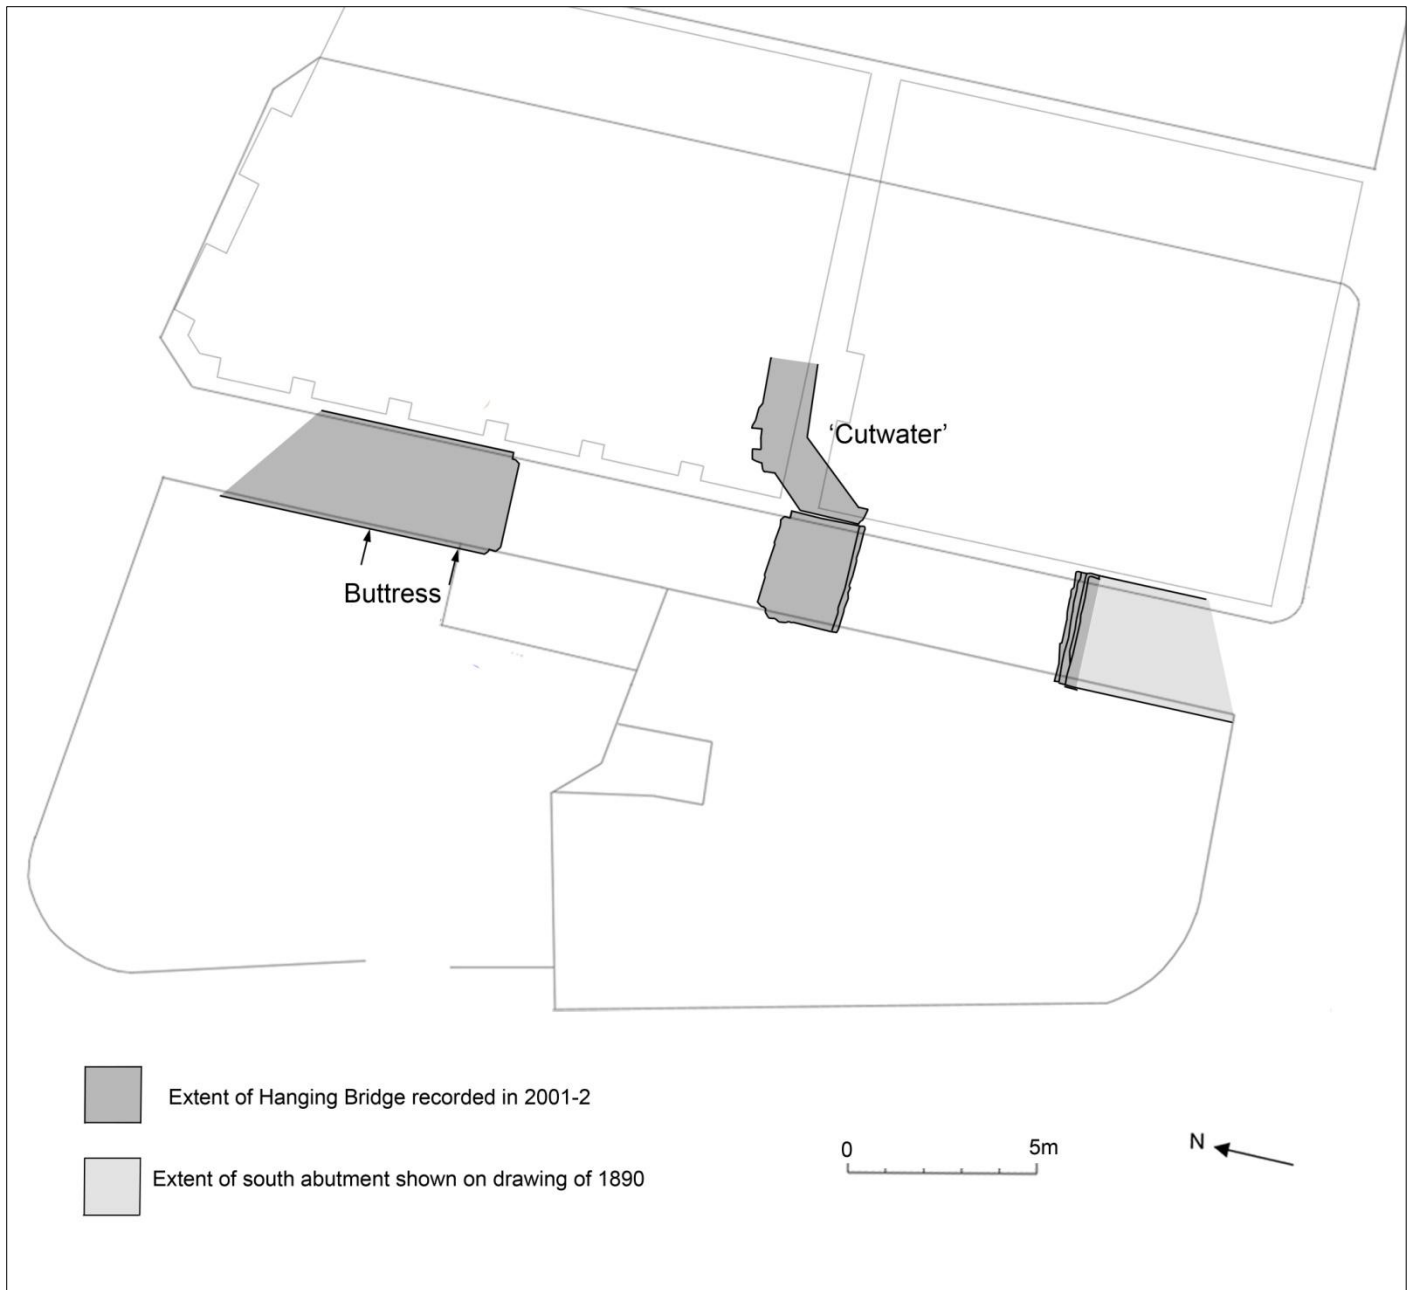 ‘Cutwater’
Buttress
Extent of Hanging Bridge recorded in 2001-2
0 5m
N
Extent of south abutment shown on drawing of 1890